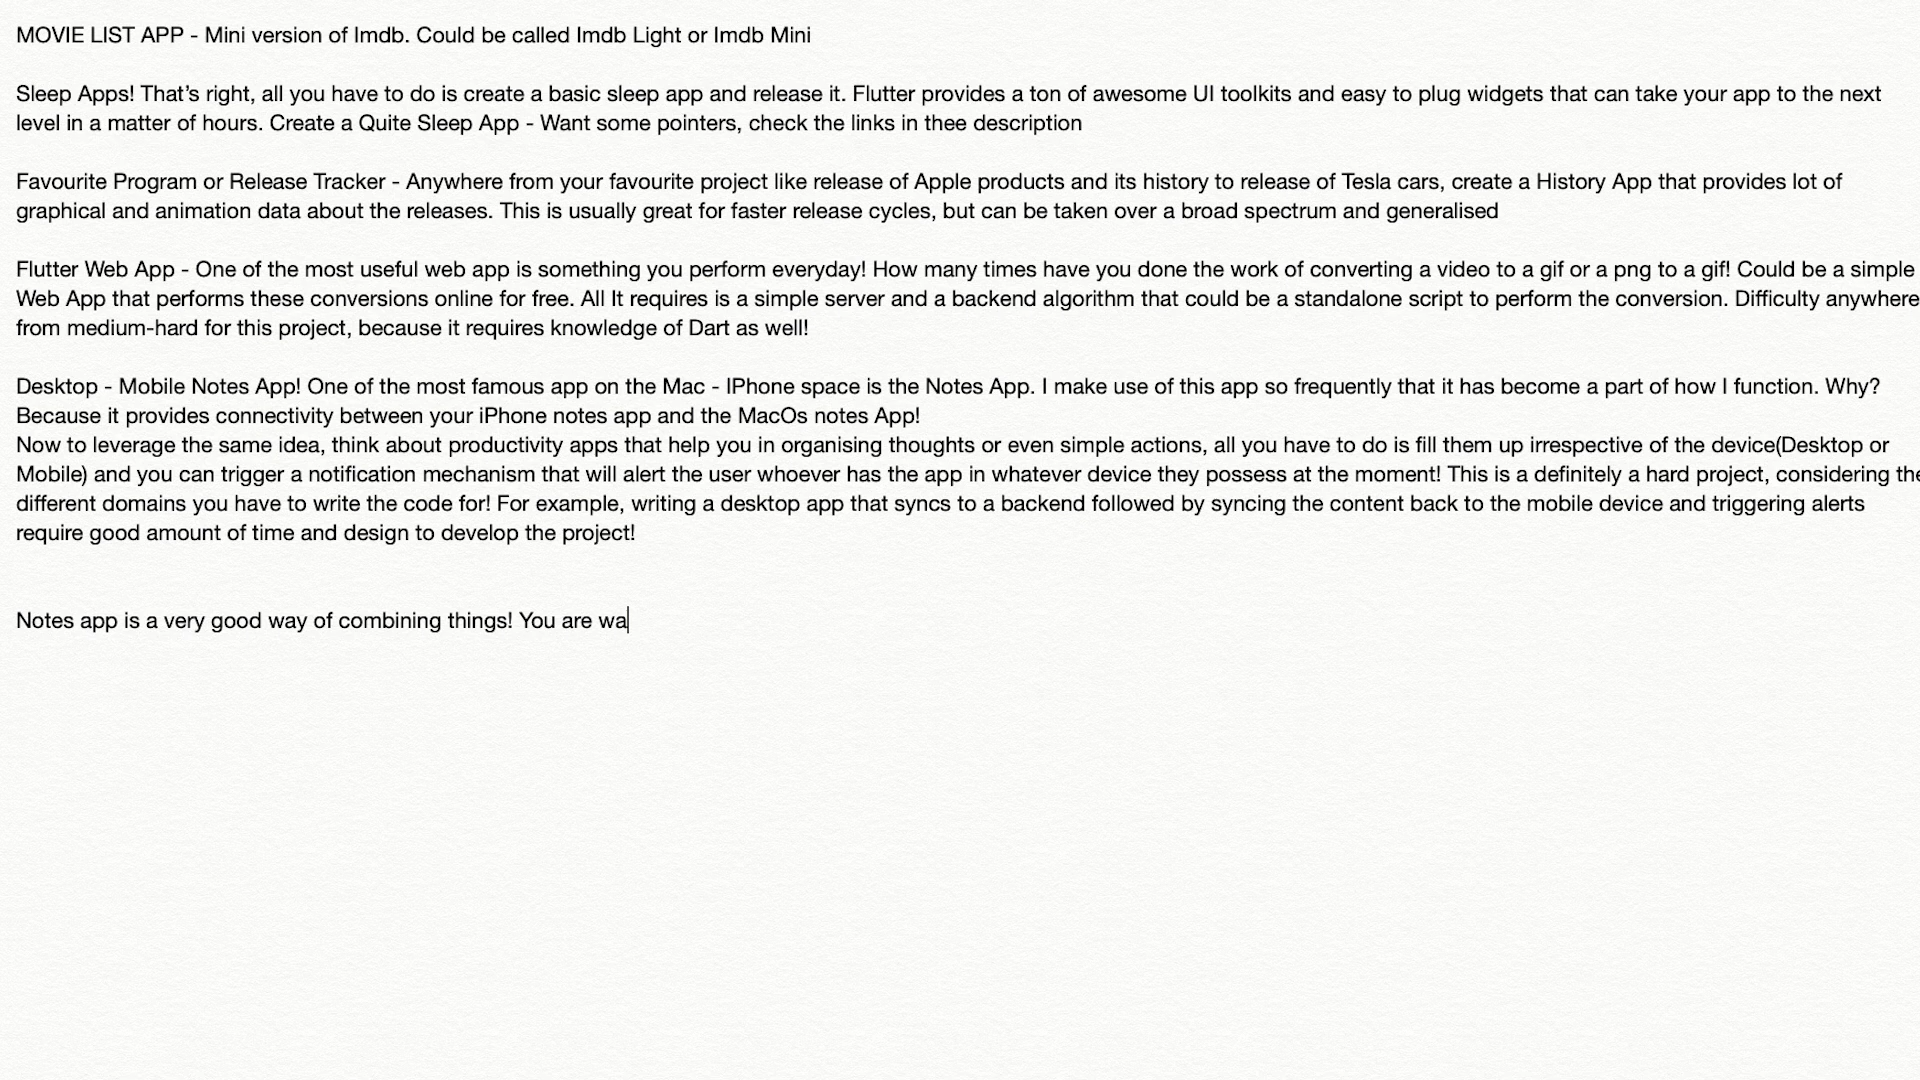 MOVIE LIST APP - Mini version of Imdb. Could be called Imdb Light or Imdb Mini
Sleep Apps! That’s right, all you have to do is create a basic sleep app and release it. Flutter provides a ton of awesome UI toolkits and easy to plug widgets that can take your app to the next
level in a matter of hours. Create a Quite Sleep App - Want some pointers, check the links in thee description
Favourite Program or Release Tracker - Anywhere from your favourite project like release of Apple products and its history to release of Tesla cars, create a History App that provides lot of
graphical and animation data about the releases. This is usually great for faster release cycles, but can be taken over a broad spectrum and generalised
Flutter Web App - One of the most useful web app is something you perform everyday! How many times have you done the work of converting a video to a gif or a png to a gif! Could be a simple
Web App that performs these conversions online for free. All It requires is a simple server and a backend algorithm that could be a standalone script to perform the conversion. Difficulty anywhere
from medium-hard for this project, because it requires knowledge of Dart as well!
Desktop - Mobile Notes App! One of the most famous app on the Mac - IPhone space is the Notes App. I make use of this app so frequently that it has become a part of how I function. Why?
Because it provides connectivity between your iPhone notes app and the MacOs notes App!
Now to leverage the same idea, think about productivity apps that help you in organising thoughts or even simple actions, all you have to do is fill them up irrespective of the device(Desktop or
Mobile) and you can trigger a notification mechanism that will alert the user whoever has the app in whatever device they possess at the moment! This is a definitely a hard project, considering the
different domains you have to write the code for! For example, writing a desktop app that syncs to a backend followed by syncing the content back to the mobile device and triggering alerts
require good amount of time and design to develop the project!
Notes app is a very good way of combining things! You are wa